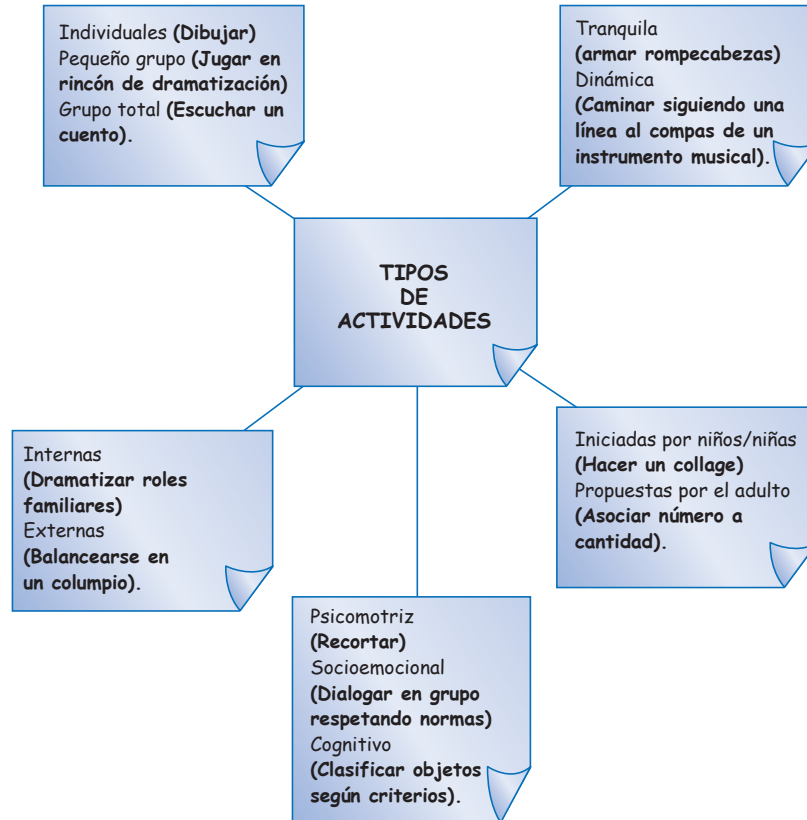 Individuales (Dibujar)
Pequeño grupo (Jugar en
rincón de dramatización)
Grupo total (Escuchar un
cuento).
Tranquila
(armar rompecabezas)
Dinámica
(Caminar siguiendo una
línea al compas de un
instrumento musical).
TIPOS
DE
ACTIVIDADES
Internas
(Dramatizar roles
familiares)
Externas
(Balancearse en
un columpio).
Iniciadas por niños/niñas
(Hacer un collage)
Propuestas por el adulto
(Asociar número a
cantidad).
Psicomotriz
(Recortar)
Socioemocional
(Dialogar en grupo
respetando normas)
Cognitivo
(Clasificar objetos
según criterios).